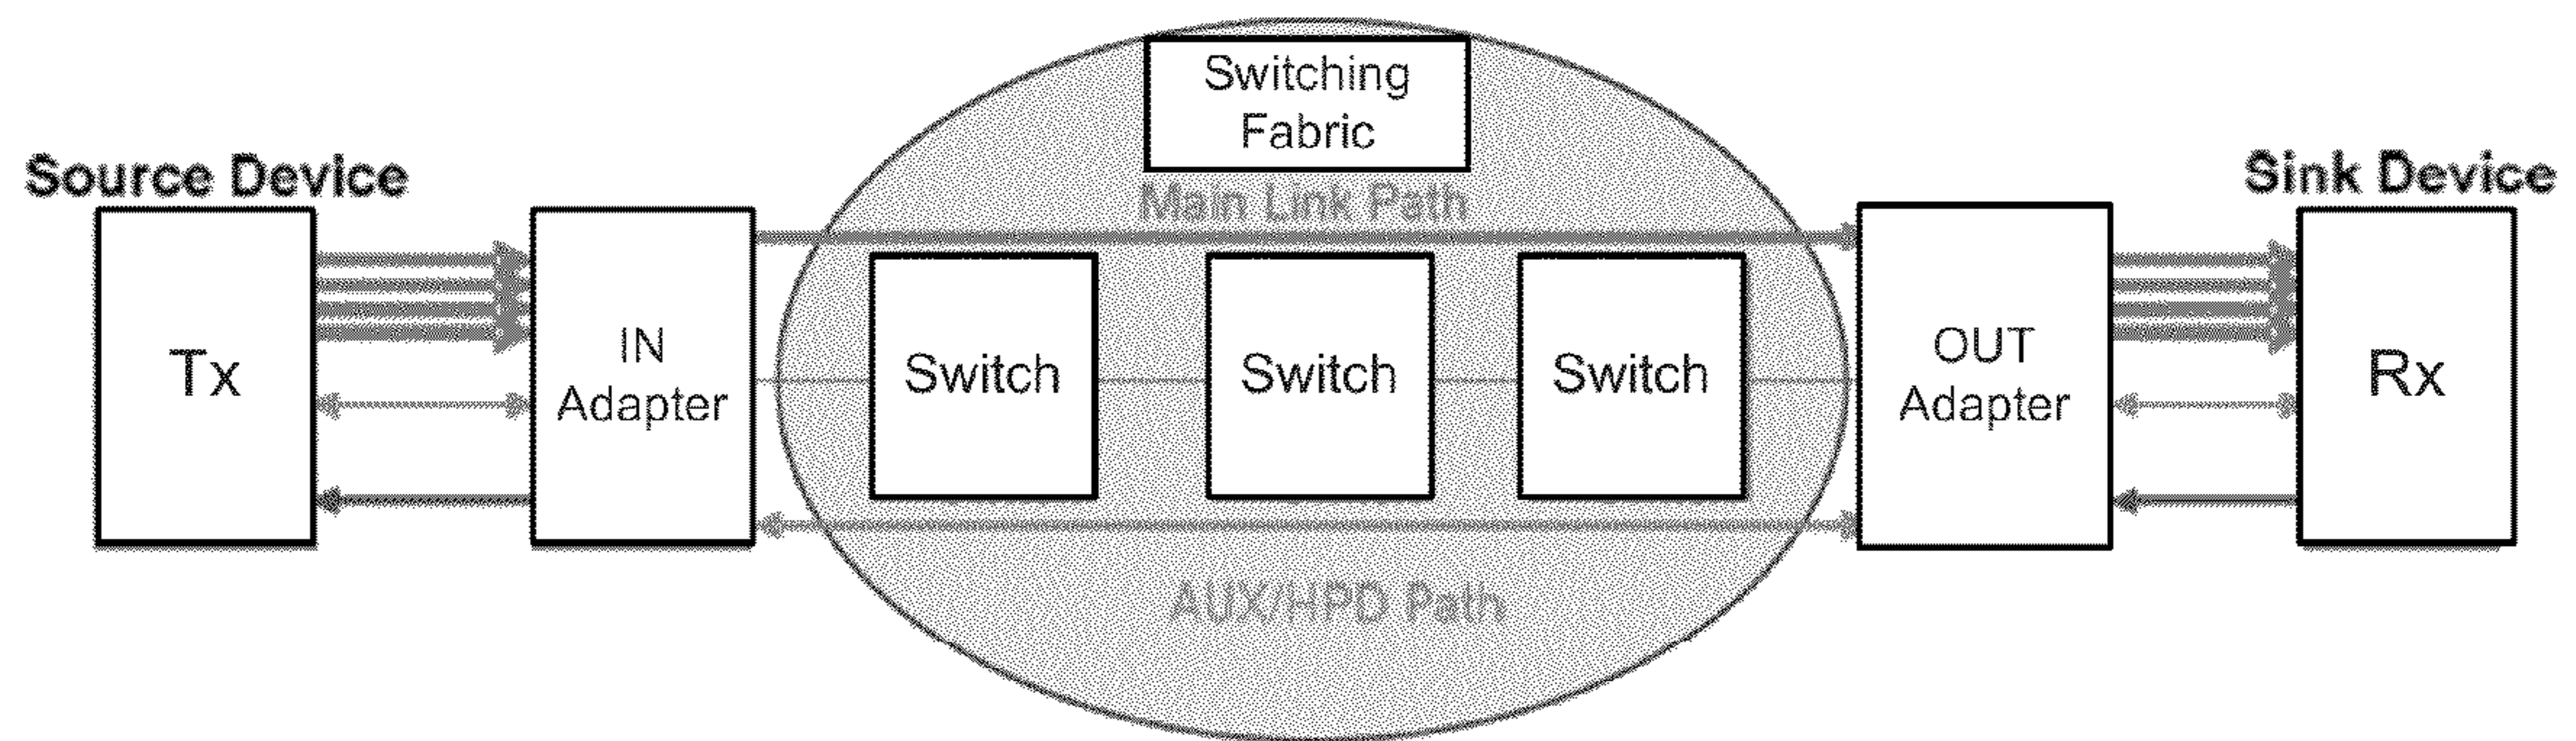 Switching
Fabric
Source Device
Sink Device
Main Link Path
Tx
IN
Adapter
Switch
Switch
Switch
OUT
Adapter
Rx
AUX/HPD Path